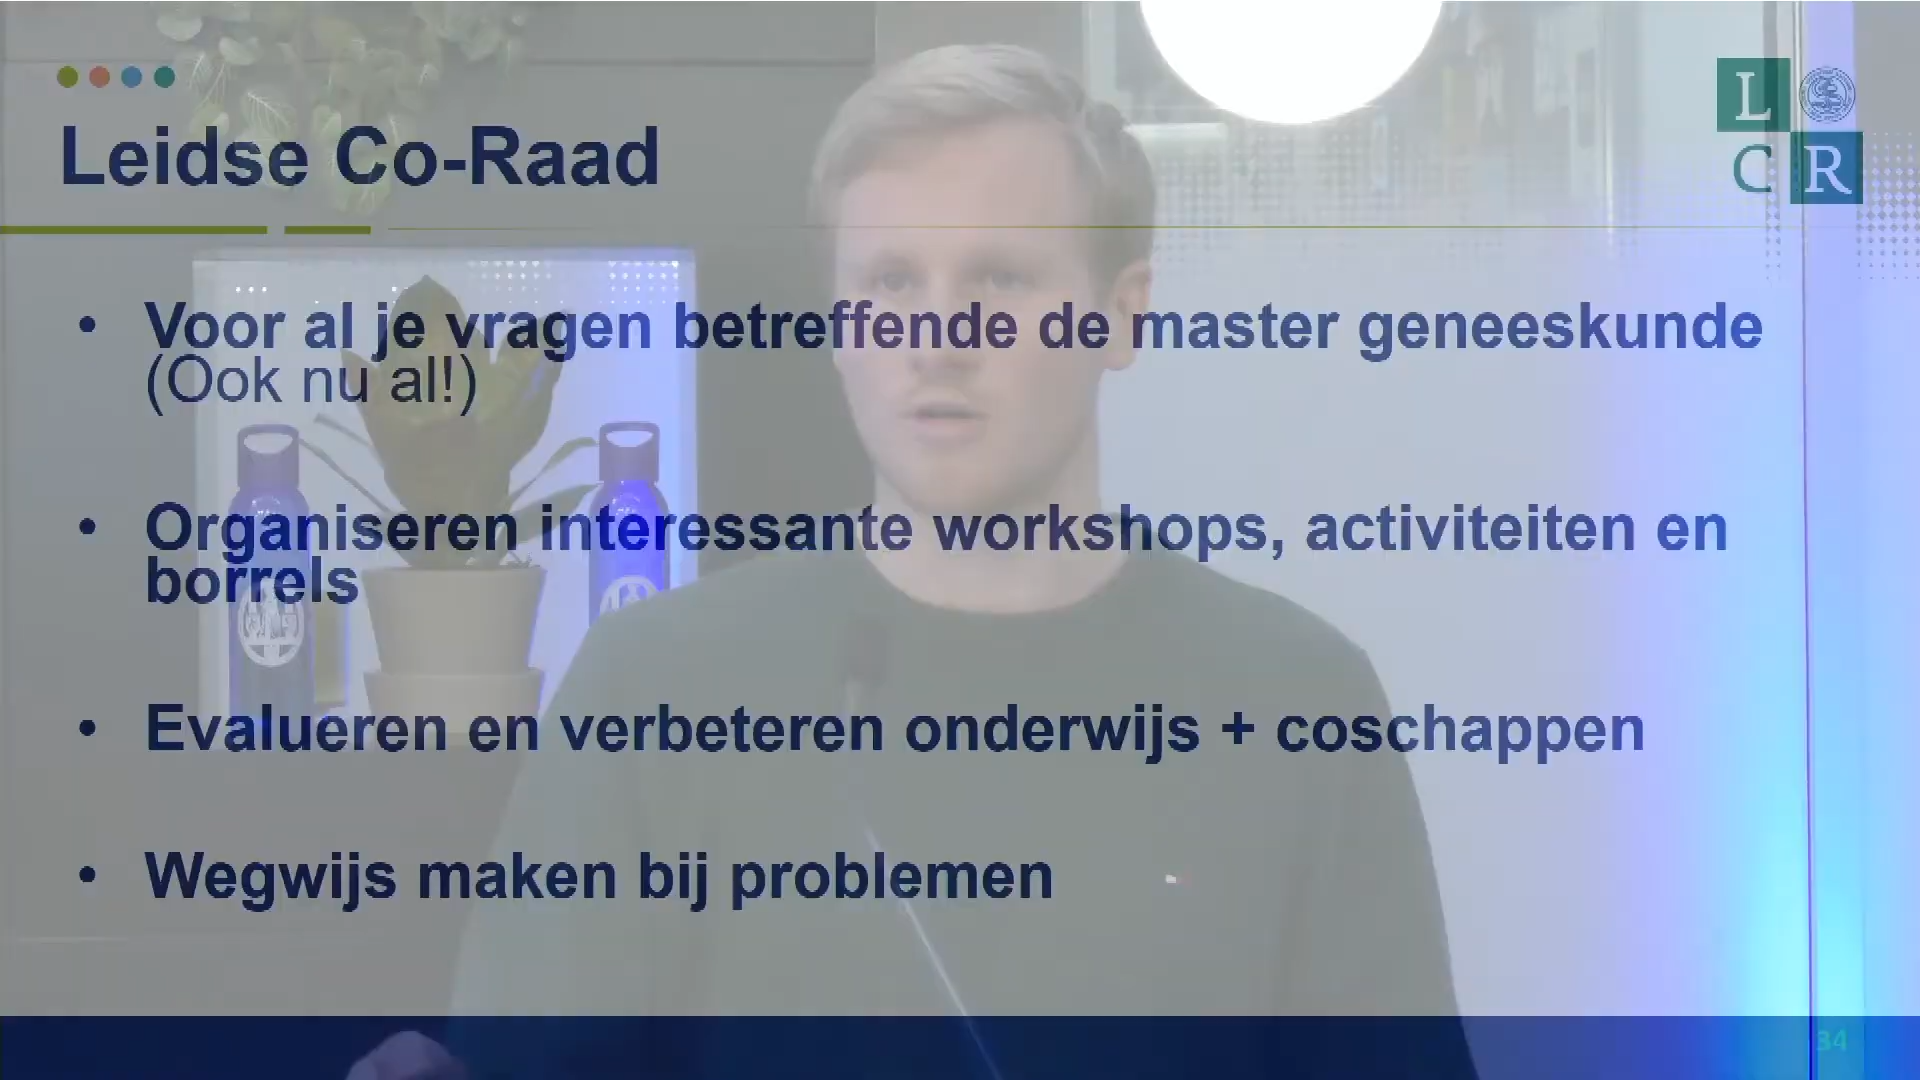 Leidse Co-Raad
L
C R
• Voor al je vragen betreffende de master geneeskunde
(Ook nu al!)
• Organiseren interessante workshops, activiteiten en
borrels
• Evalueren en verbeteren onderwijs + coschappen
• Wegwijs maken bij problemen
34